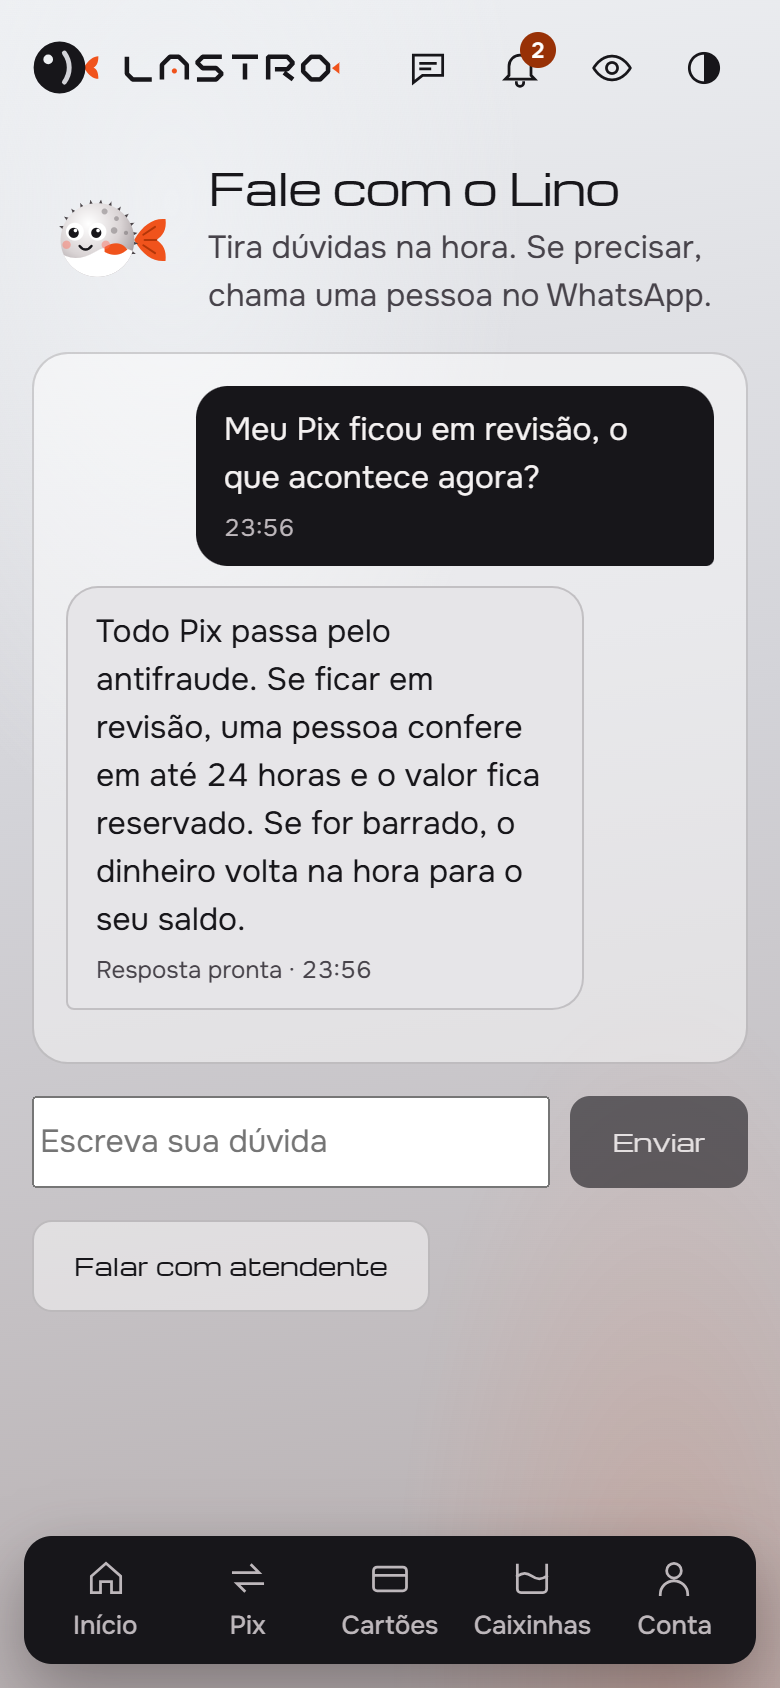 LASTRO
2
Fale com o Lino
Tira dúvidas na hora. Se precisar,
chama uma pessoa no WhatsApp.
Meu Pix ficou em revisão, o
que acontece agora?
23:56
Todo Pix passa pelo
antifraude. Se ficar em
revisão, uma pessoa confere
em até 24 horas e o valor fica
reservado. Se for barrado, o
dinheiro volta na hora para o
seu saldo.
Resposta pronta · 23:56
Escreva sua dúvida
Enviar
Falar com atendente
Início
Pix
Cartões
Caixinhas
Conta